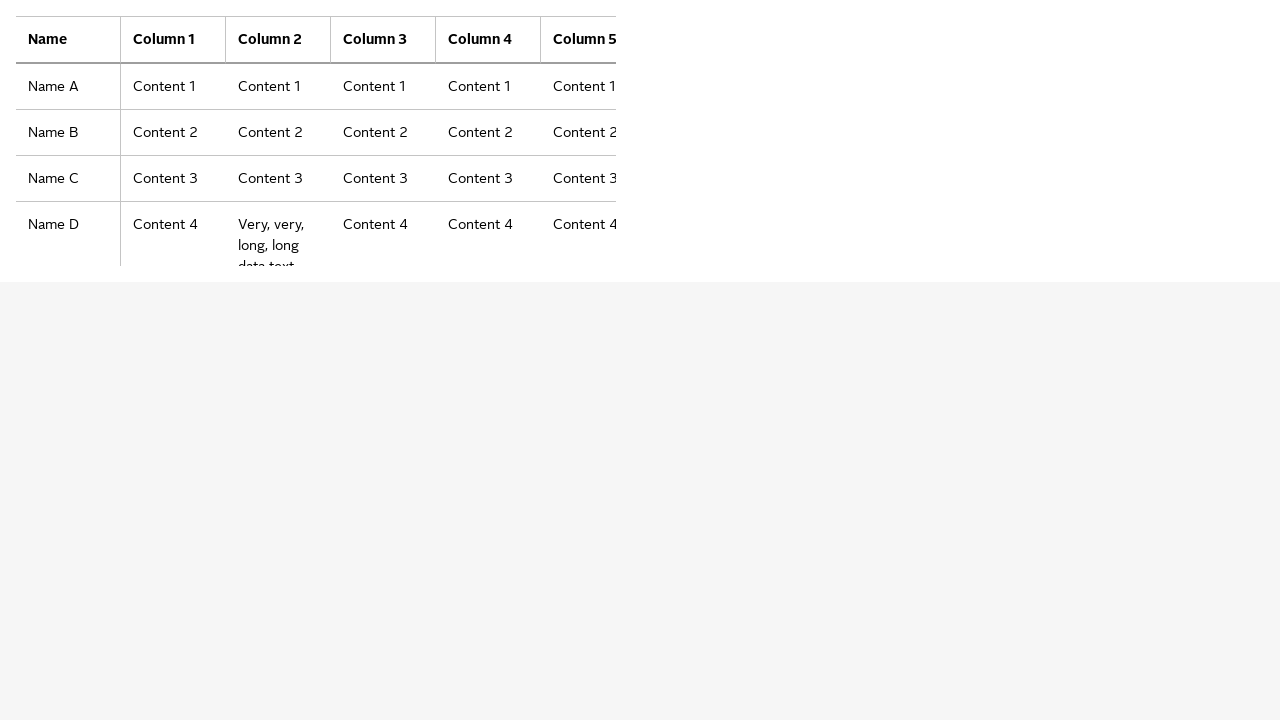 Name Column 1 Column 2 Column 3 Column 4 Column 5
Name A Content 1 Content 1 Content 1 Content 1 Content 1
Name B Content 2 Content 2 Content 2 Content 2 Content 2
Name C Content 3 Content 3 Content 3 Content 3 Content 3
Name D Content 4 Very, very, Content 4 Content 4 Content 4
long, long
data text